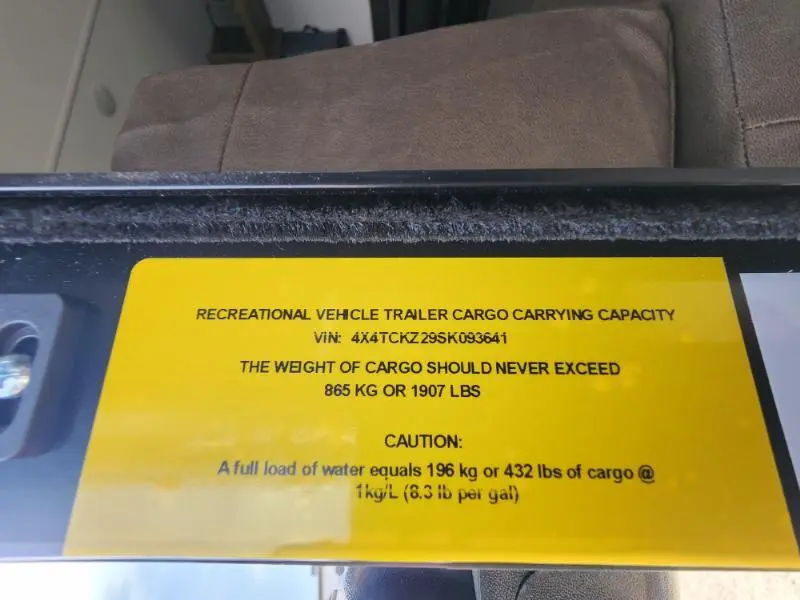 RECREATIONAL VEHICLE TRAILER CARGO CARRYING CAPACITY
VIN: 4X4TCKZ29SK093641
THE WEIGHT OF CARGO SHOULD NEVER EXCEED
865 KG OR 1907 LBS
CAUTION:
A full load of water equals 196 kg or 432 lbs of cargo @
1kg/L (8.3 lb per gal)